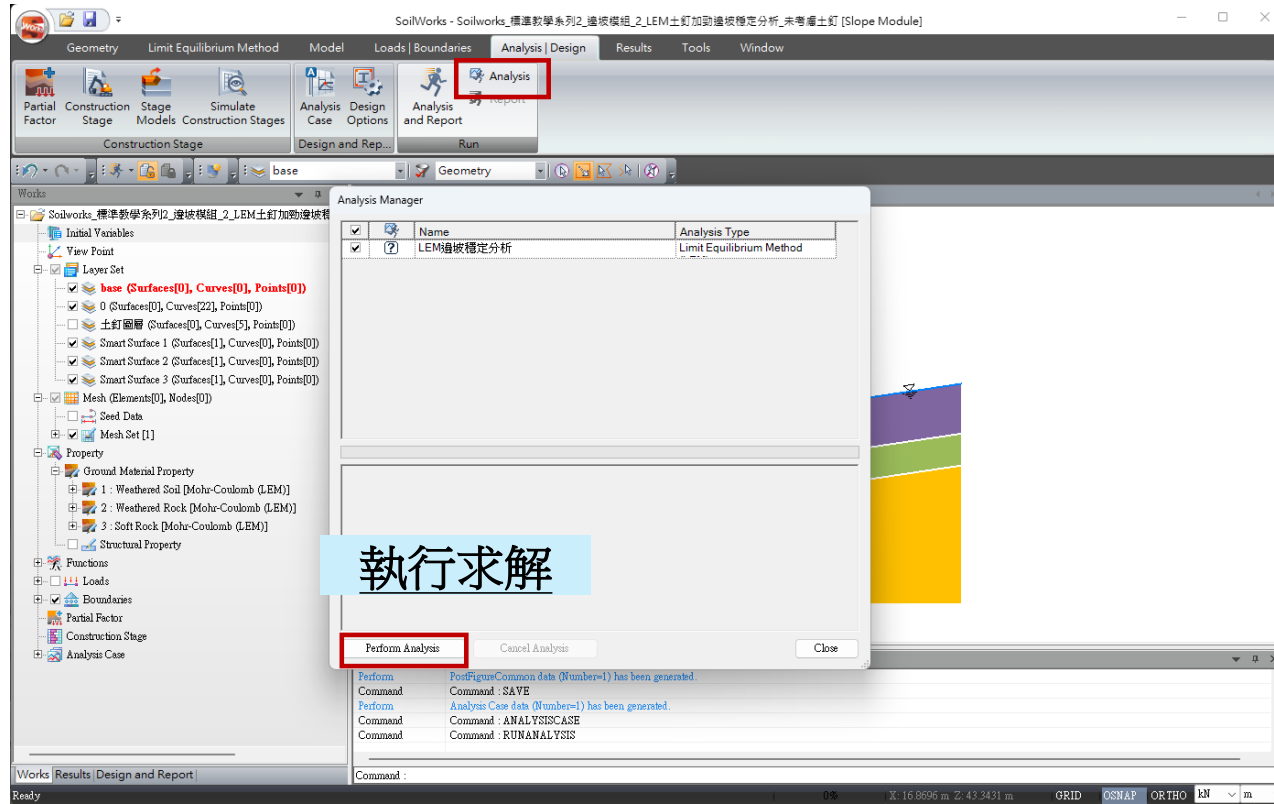 SoilWorks - Soilworks_標準教學系列2_邊坡模組_2_LEM土釘加勁邊坡穩定分析_未考慮土釘 [Slope Module]
Geometry Limit Equilibrium Method Model Loads | Boundaries Analysis | Design Results Tools Window
Analysis
Report
Partial Factor
Construction Stage
Stage Models
Simulate Construction Stages
Analysis Case
Design Options
Analysis and Report
Construction Stage
Design and Rep...
Run
base
Geometry
Works
Soilworks_標準教學系列2_邊坡模組_2_LEM土釘加勁邊坡穩
Initial Variables
View Point
Layer Set
base (Surfaces[0], Curves[0], Points[0])
0 (Surfaces[0], Curves[22], Points[0])
土釘圖層 (Surfaces[0], Curves[5], Points[0])
Smart Surface 1 (Surfaces[1], Curves[0], Points[0])
Smart Surface 2 (Surfaces[1], Curves[0], Points[0])
Smart Surface 3 (Surfaces[1], Curves[0], Points[0])
Mesh (Elements[0], Nodes[0])
Seed Data
Mesh Set [1]
Property
Ground Material Property
1 : Weathered Soil [Mohr-Coulomb (LEM)]
2 : Weathered Rock [Mohr-Coulomb (LEM)]
3 : Soft Rock [Mohr-Coulomb (LEM)]
Structural Property
Functions
Loads
Boundaries
Partial Factor
Construction Stage
Analysis Case
Works Results Design and Report
Analysis Manager
Name Analysis Type
LEM邊坡穩定分析 Limit Equilibrium Method
執行求解
Perform Analysis Cancel Analysis Close
Perform PostFigureCommon data (Number=1) has been generated.
Command Command : SAVE
Perform Analysis Case data (Number=1) has been generated.
Command Command : ANALYSISCASE
Command Command : RUNANALYSIS
Command :
Ready 0% X: 16.8696 m Z: 43.3431 m GRID OSNAP ORTHO kN m